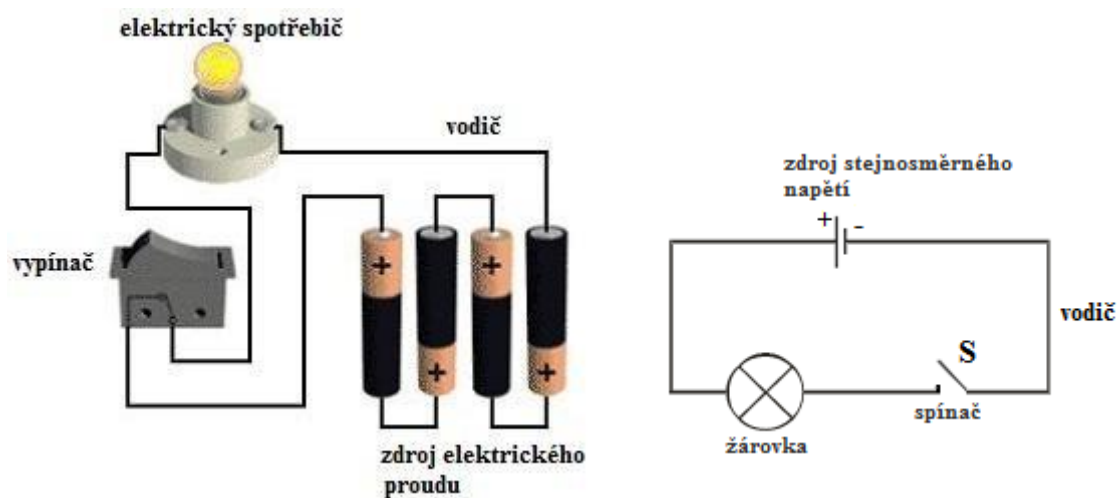 elektrický spotřebič
vodič
vypínač
+
+
+
+
zdroj elektrického
proudu
zdroj stejnosměrného
napětí
+ -
vodič
S
spínač
žárovka